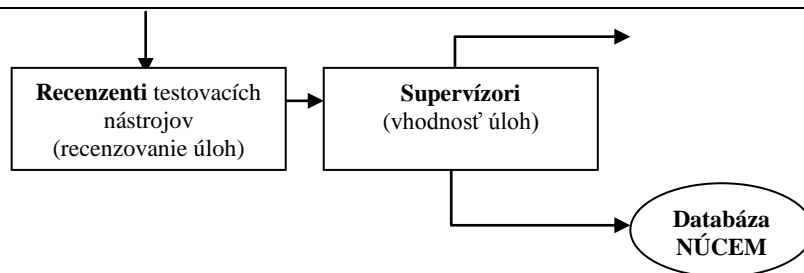 Recenzenti testovacích
nástrojov
(recenzovanie úloh)
Supervízori
(vhodnosť úloh)
Databáza
NÚCEM